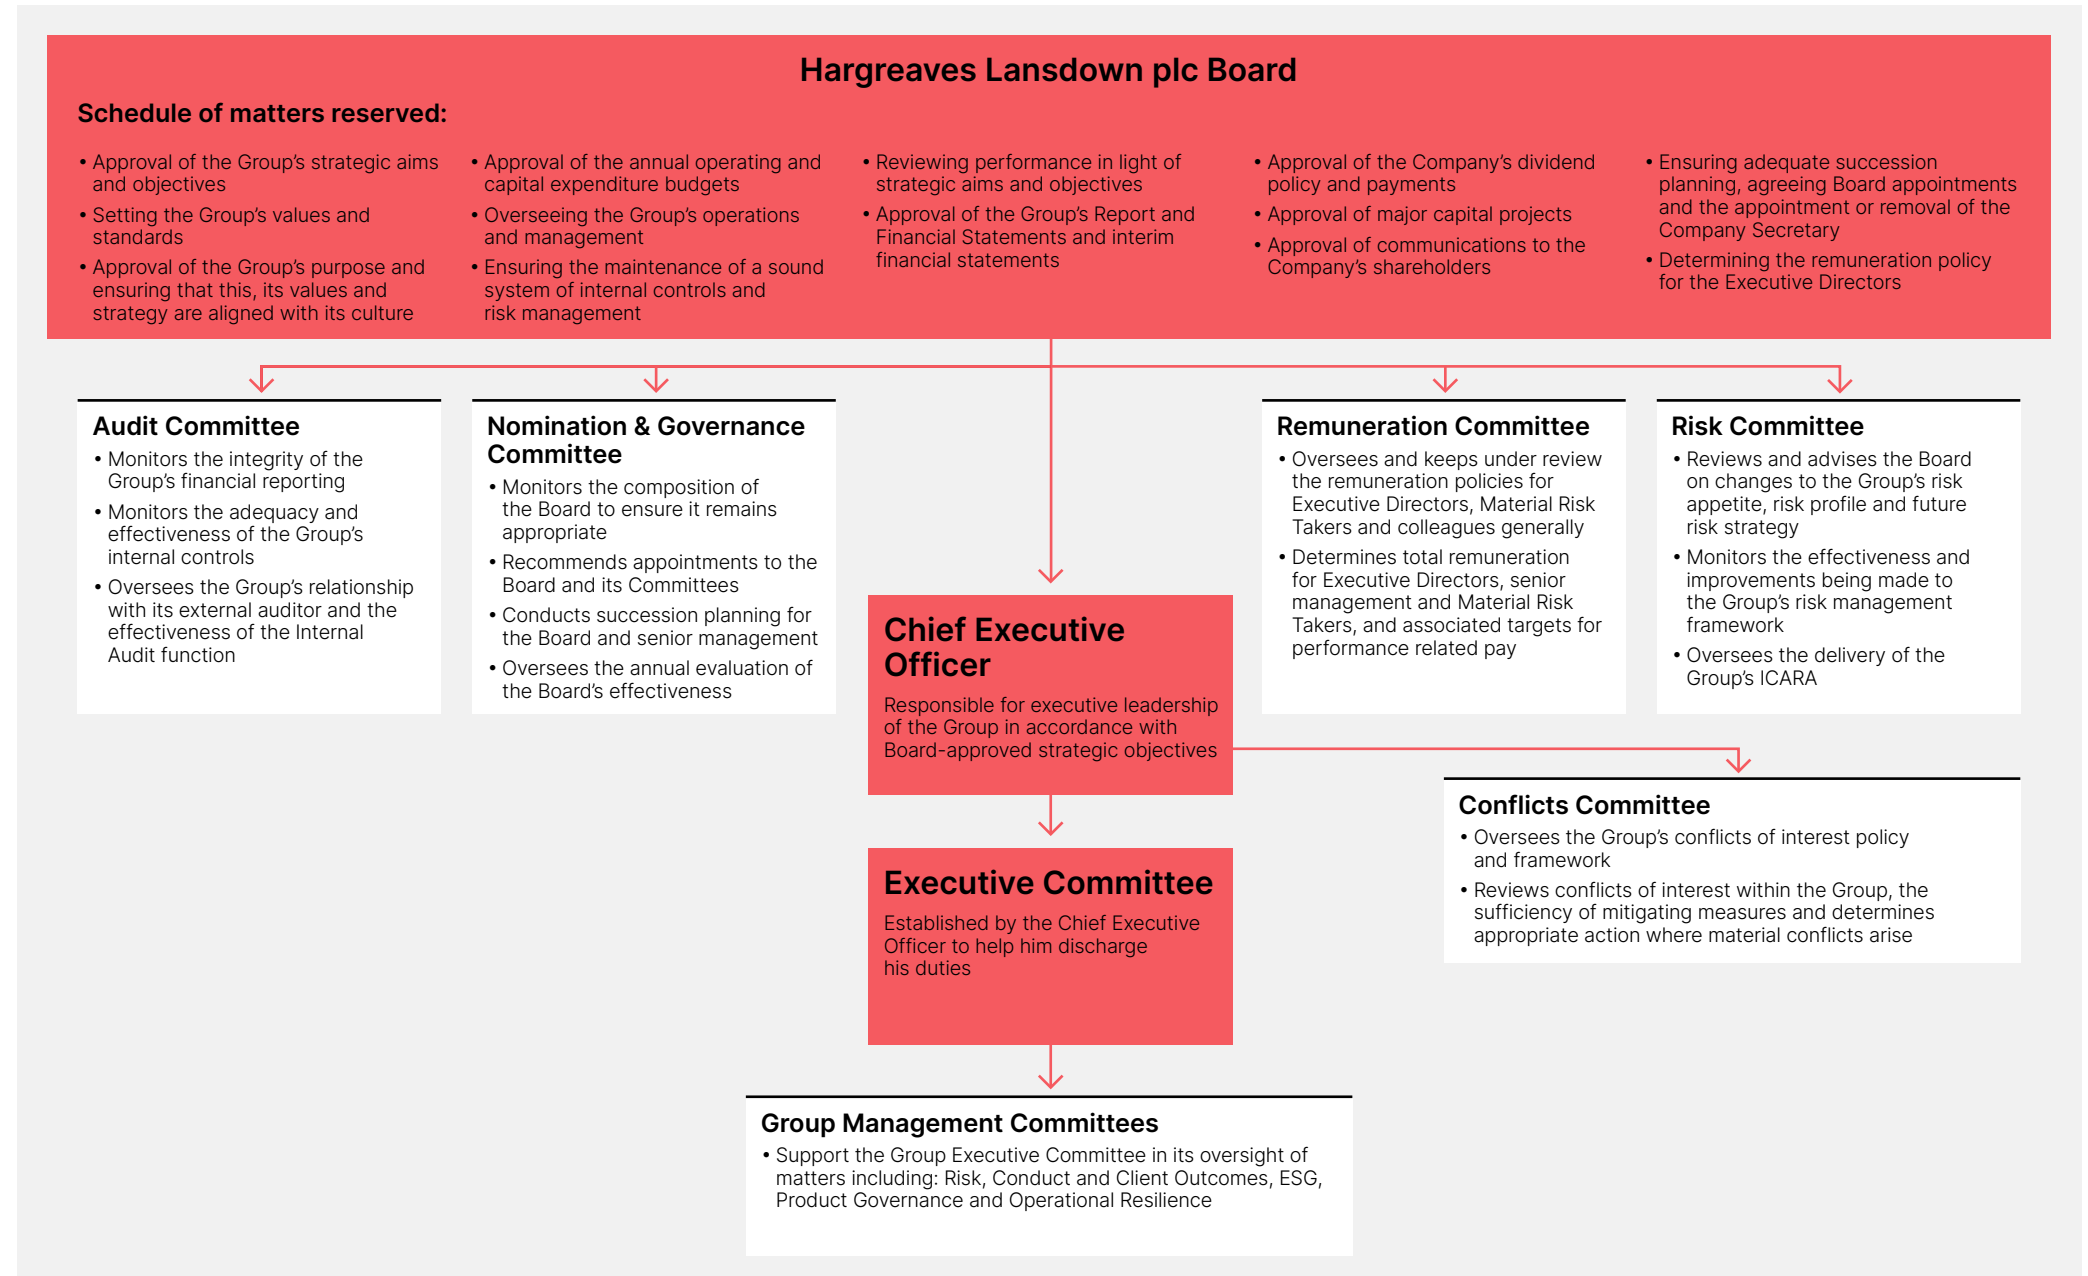 Hargreaves Lansdown plc Board
Schedule of matters reserved:
• Approval of the Group’s strategic aims
and objectives
• Setting the Group’s values and
standards
• Approval of the Group’s purpose and
ensuring that this, its values and
strategy are aligned with its culture
• Approval of the annual operating and
capital expenditure budgets
• Overseeing the Group’s operations
and management
• Ensuring the maintenance of a sound
system of internal controls and
risk management
• Reviewing performance in light of
strategic aims and objectives
• Approval of the Group’s Report and
Financial Statements and interim
financial statements
• Approval of the Company’s dividend
policy and payments
• Approval of major capital projects
• Approval of communications to the
Company’s shareholders
• Ensuring adequate succession
planning, agreeing Board appointments
and the appointment or removal of the
Company Secretary
• Determining the remuneration policy
for the Executive Directors
Audit Committee
• Monitors the integrity of the
Group’s financial reporting
• Monitors the adequacy and
effectiveness of the Group’s
internal controls
• Oversees the Group’s relationship
with its external auditor and the
effectiveness of the Internal
Audit function
Nomination & Governance
Committee
• Monitors the composition of
the Board to ensure it remains
appropriate
• Recommends appointments to the
Board and its Committees
• Conducts succession planning for
the Board and senior management
• Oversees the annual evaluation of
the Board’s effectiveness
Remuneration Committee
• Oversees and keeps under review
the remuneration policies for
Executive Directors, Material Risk
Takers and colleagues generally
• Determines total remuneration
for Executive Directors, senior
management and Material Risk
Takers, and associated targets for
performance related pay
Risk Committee
• Reviews and advises the Board
on changes to the Group’s risk
appetite, risk profile and future
risk strategy
• Monitors the effectiveness and
improvements being made to
the Group’s risk management
framework
• Oversees the delivery of the
Group’s ICARA
Chief Executive
Officer
Responsible for executive leadership
of the Group in accordance with
Board-approved strategic objectives
Conflicts Committee
• Oversees the Group’s conflicts of interest policy
and framework
• Reviews conflicts of interest within the Group, the
sufficiency of mitigating measures and determines
appropriate action where material conflicts arise
Executive Committee
Established by the Chief Executive
Officer to help him discharge
his duties
Group Management Committees
• Support the Group Executive Committee in its oversight of
matters including: Risk, Conduct and Client Outcomes, ESG,
Product Governance and Operational Resilience